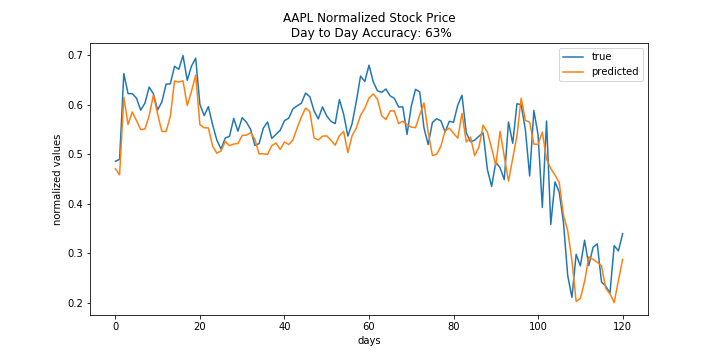 AAPL Normalized Stock Price
Day to Day Accuracy: 63%
true
predicted
normalized values
0.7
0.6
0.5
0.4
0.3
0.2
0
20
40
60
80
100
120
days